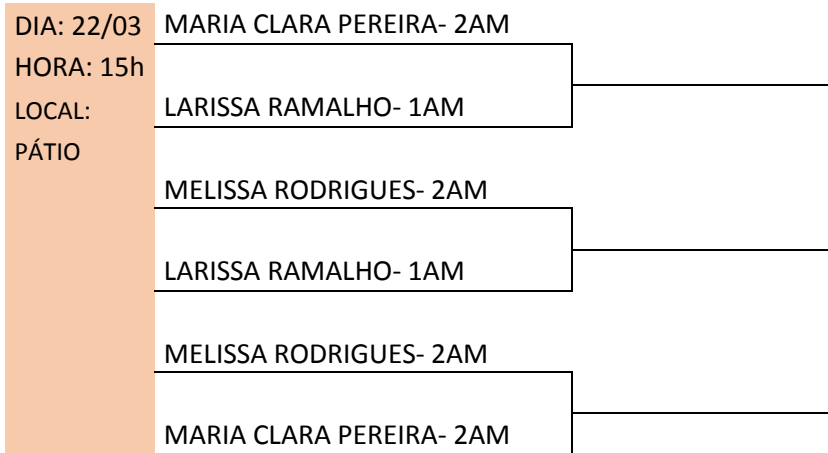 DIA: 22/03
HORA: 15h
LOCAL:
PÁTIO
MARIA CLARA PEREIRA- 2AM
LARISSA RAMALHO- 1AM
MELISSA RODRIGUES- 2AM
LARISSA RAMALHO- 1AM
MELISSA RODRIGUES- 2AM
MARIA CLARA PEREIRA- 2AM